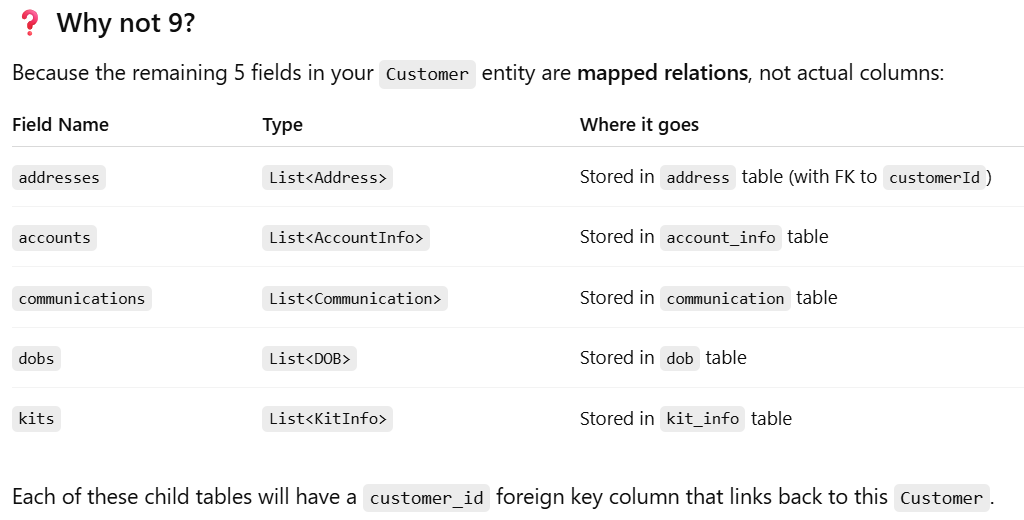 ❓ Why not 9?
Because the remaining 5 fields in your Customer entity are mapped relations, not actual columns:
Field Name Type Where it goes
addresses List<Address> Stored in address table (with FK to customerId)
accounts List<AccountInfo> Stored in account_info table
communications List<Communication> Stored in communication table
dobs List<DOB> Stored in dob table
kits List<KitInfo> Stored in kit_info table
Each of these child tables will have a customer_id foreign key column that links back to this Customer.